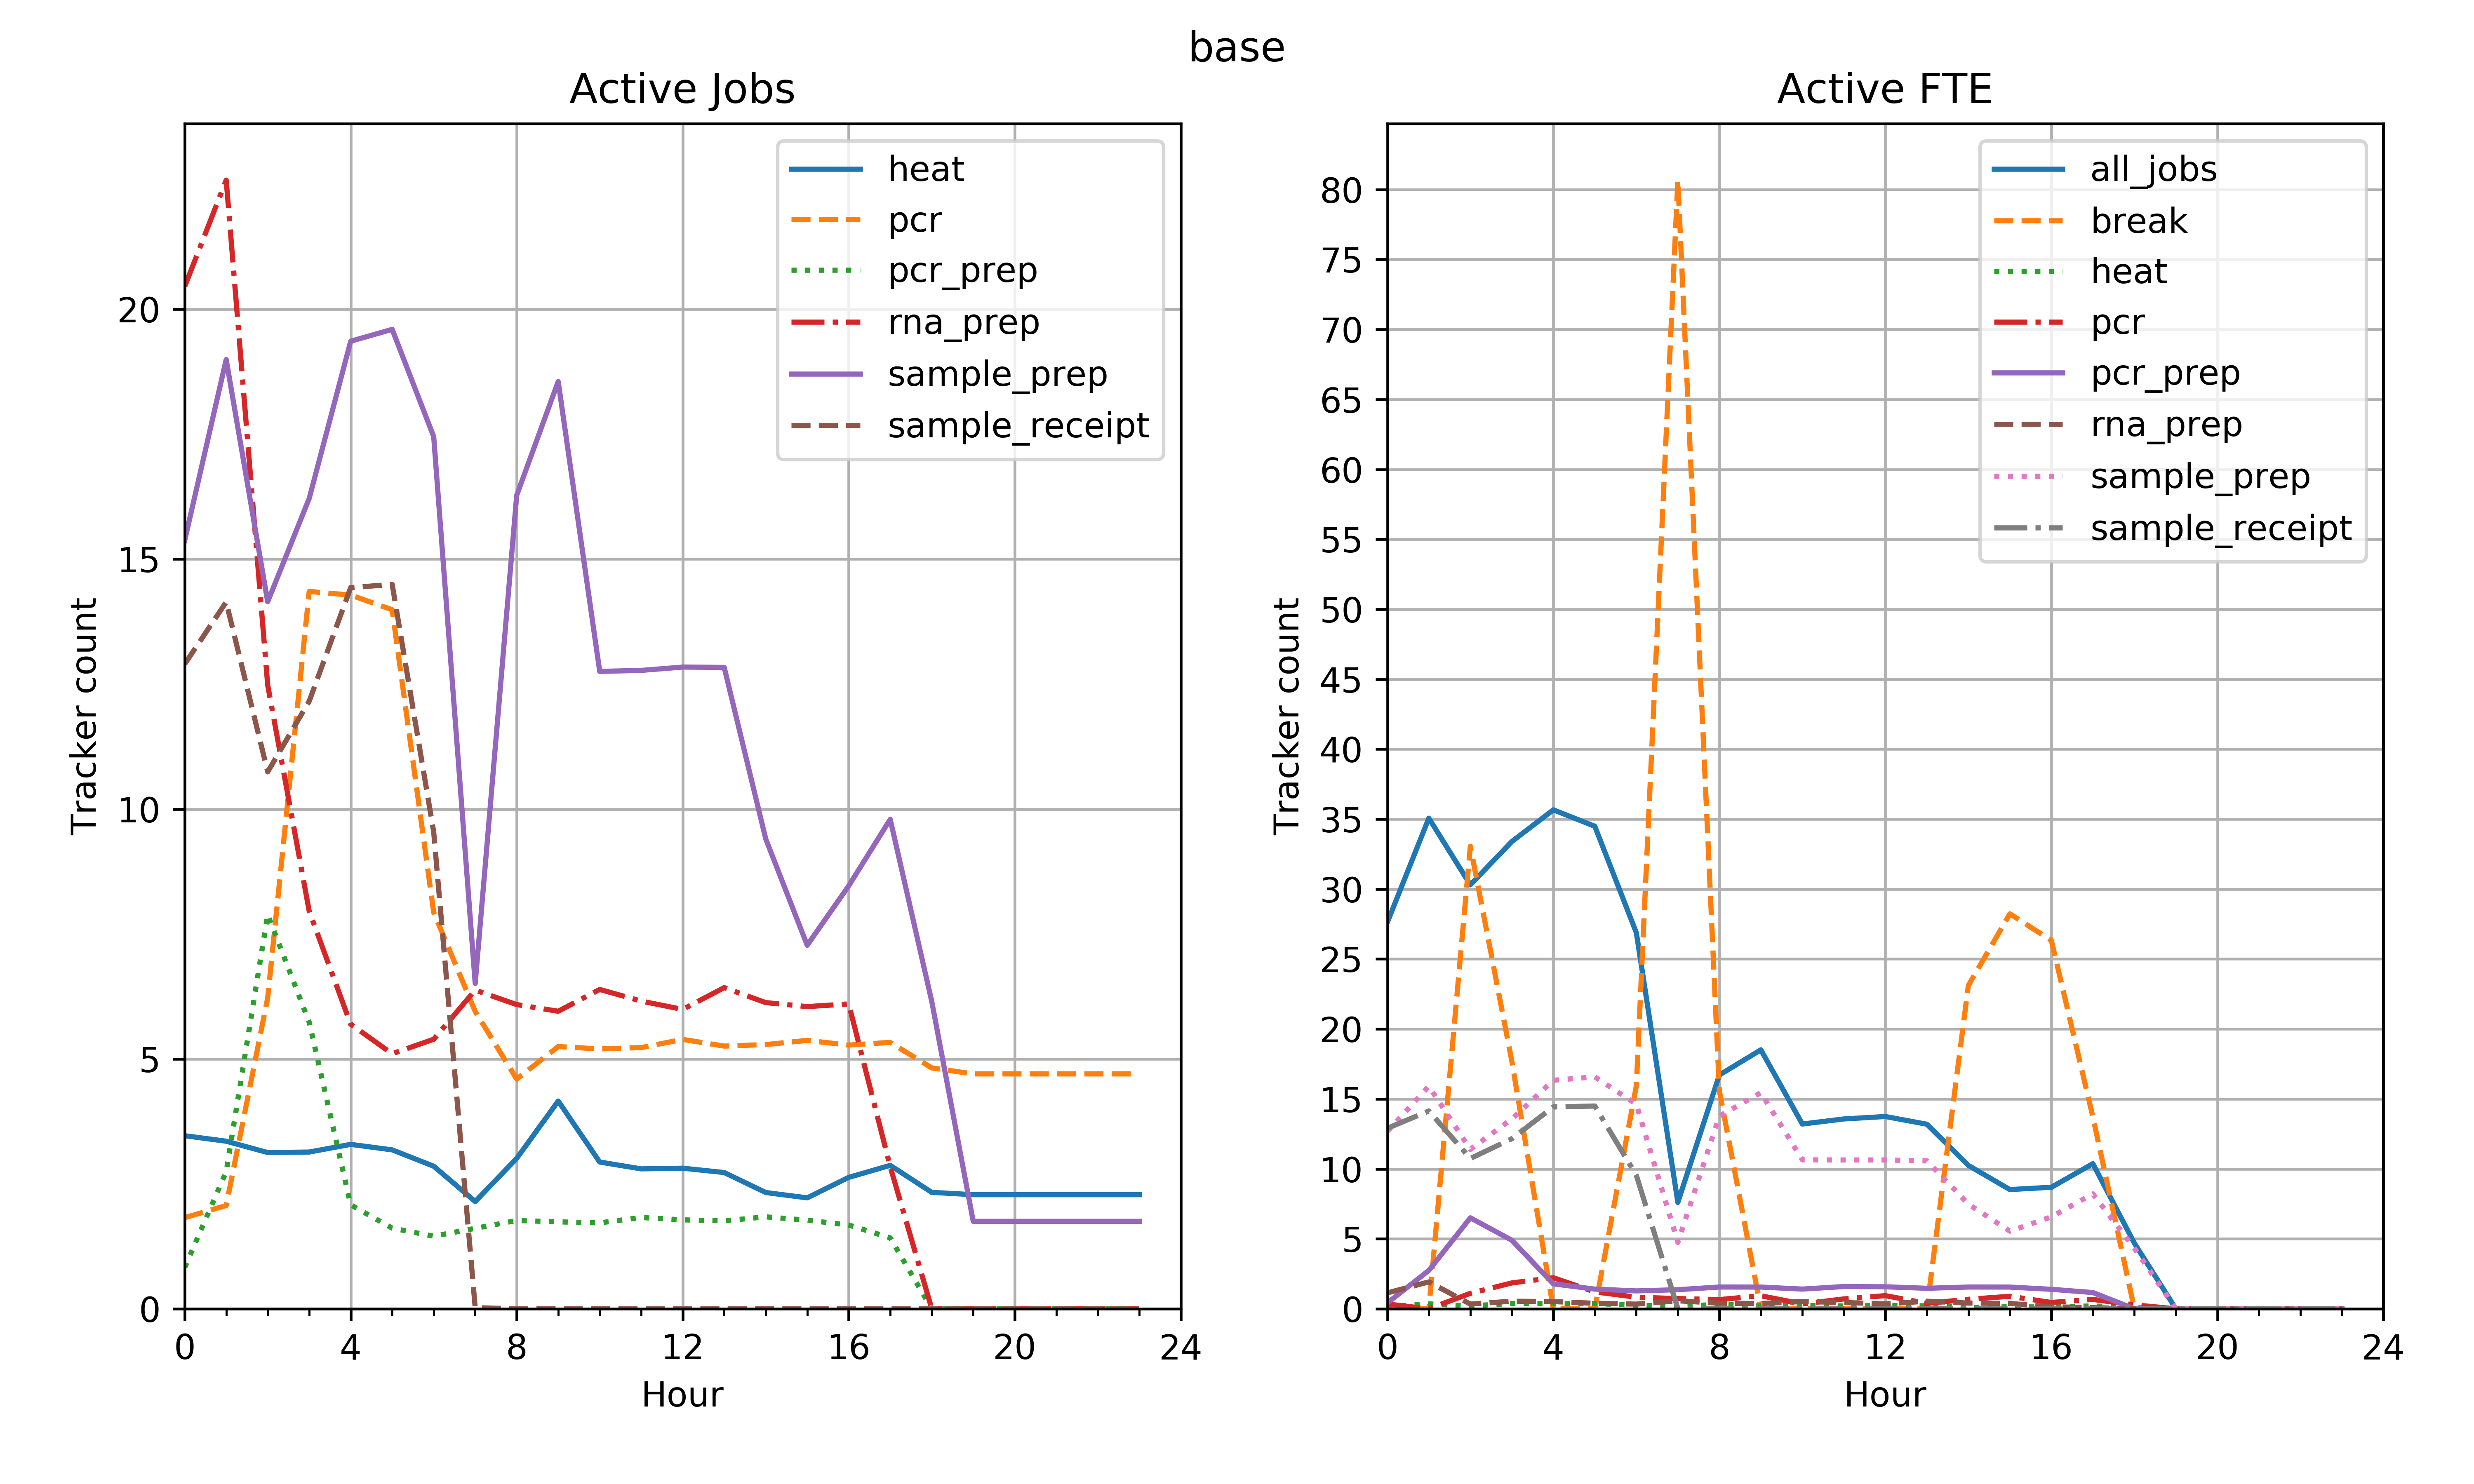 base
Active Jobs
Tracker count
20
15
10
5
0
0 4 8 12 16 20 24
Hour
heat
pcr
pcr_prep
rna_prep
sample_prep
sample_receipt
Active FTE
Tracker count
80
75
70
65
60
55
50
45
40
35
30
25
20
15
10
5
0
0 4 8 12 16 20 24
Hour
all_jobs
break
heat
pcr
pcr_prep
rna_prep
sample_prep
sample_receipt